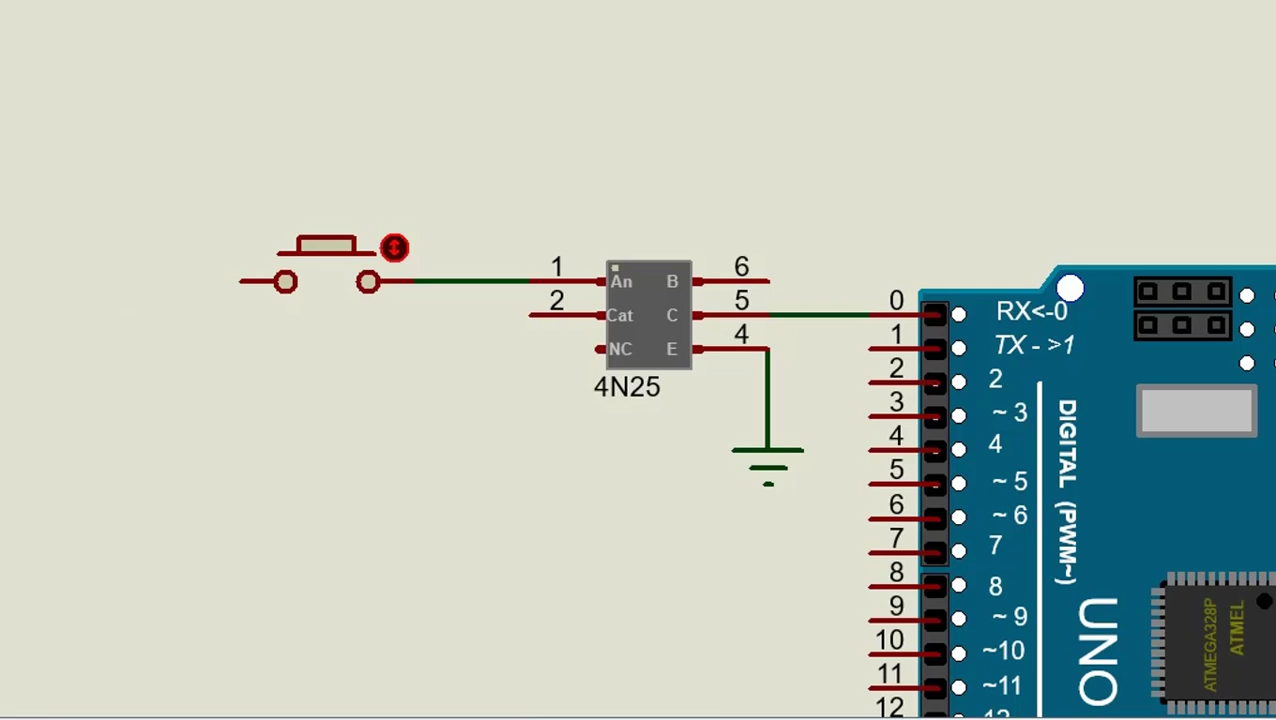 1 An B 6
2 Cat C 5
NC E 4
4N25
0 RX<-0
1 TX ->1
2 2
3 ~ 3
4 4
5 ~ 5
6 ~ 6
7 7
8 8
9 ~ 9
10 ~10
11 ~11
12
DIGITAL (PWM~)
UNO
ATMEGA328P
ATMEL